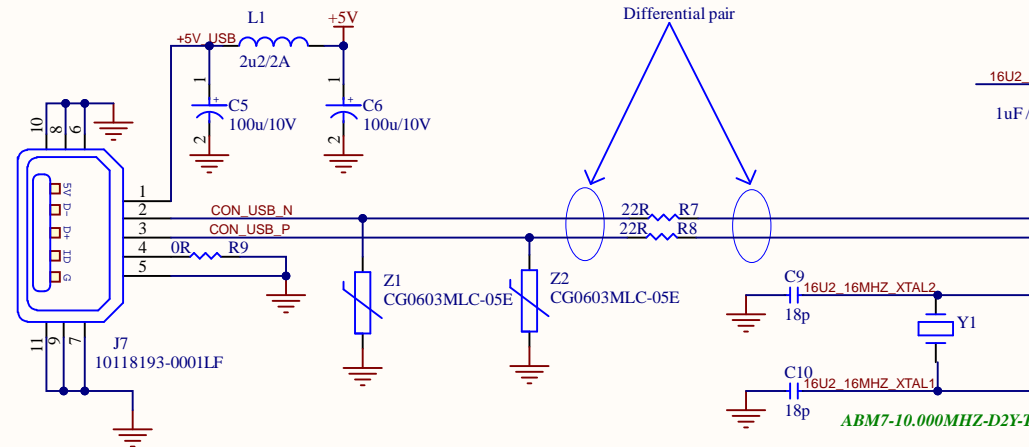 Differential pair
L1
+5V
+5V_USB
2u2/2A
16U2_
1
1
+
+
C5
C6
100u/10V
100u/10V
1uF/
2
2
10
8
6
5V
D-
D+
ID
G
1
2
3
4
5
CON_USB_N
CON_USB_P
22R
R7
22R
R8
0R
R9
Z1
CG0603MLC-05E
Z2
CG0603MLC-05E
C9
16U2_16MHZ_XTAL2
18p
Y1
11
9
7
J7
10118193-0001LF
C10
16U2_16MHZ_XTAL1
18p
ABM7-10.000MHZ-D2Y-T